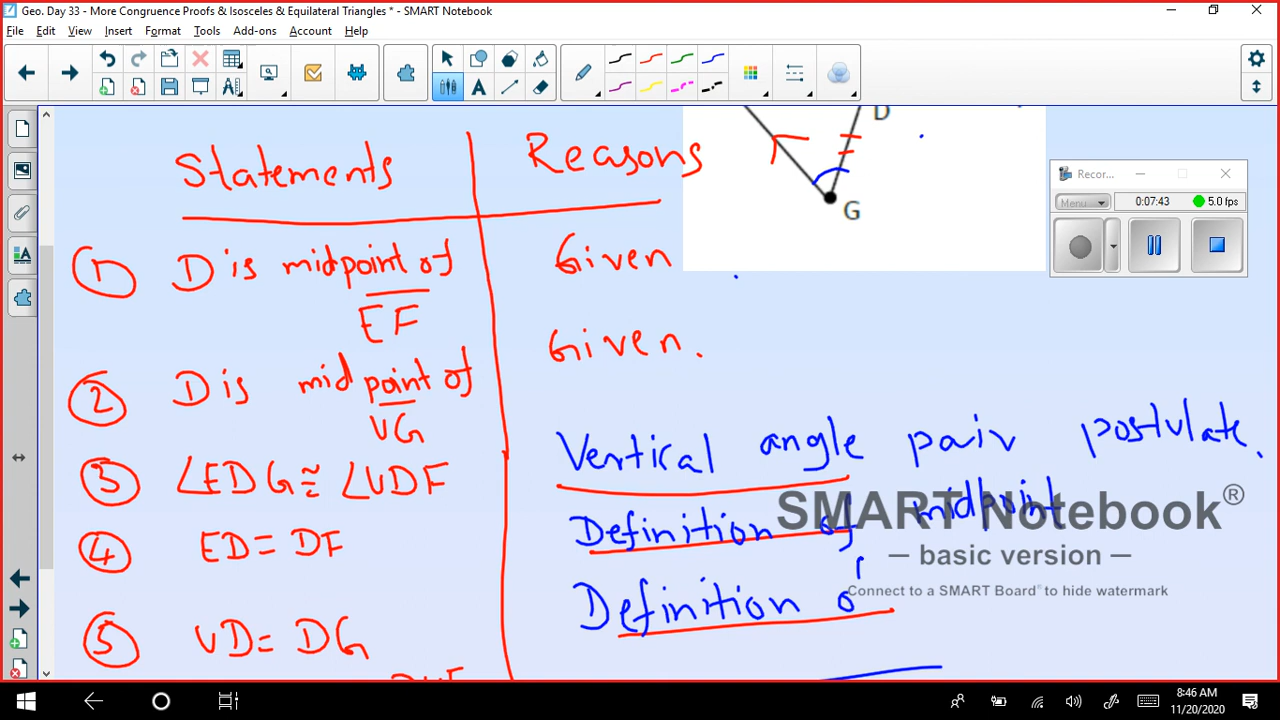 Geo. Day 33 - More Congruence Proofs & Isosceles & Equilateral Triangles * - SMART Notebook
File Edit View Insert Format Tools Add-ons Account Help
D
G
Recor...
Menu
0:07:43
5.0 fps
Statements Reasons
① D is midpoint of Given
EF
② D is midpoint of Given.
VG
③ ∠EDG ≅ ∠VDF Vertical angle pair postulate.
④ ED = DF Definition of midpoint
⑤ VD = DG Definition o
SMART Notebook®
— basic version —
Connect to a SMART Board® to hide watermark
8:46 AM
11/20/2020